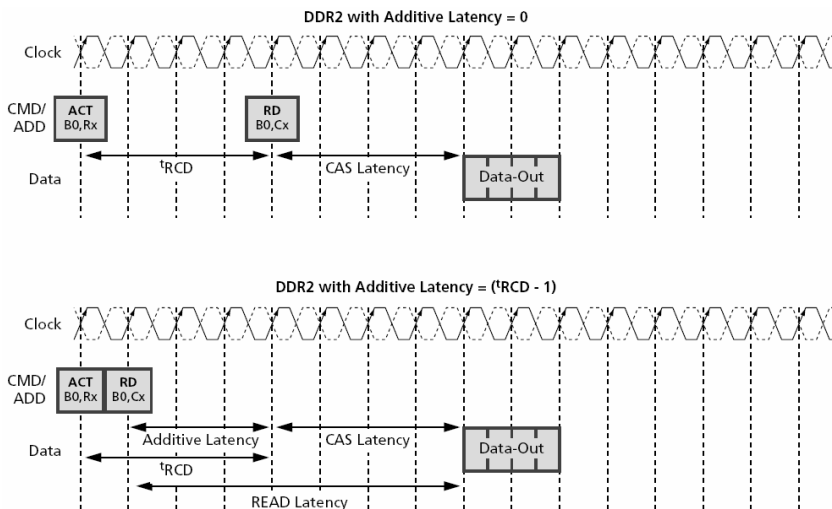 DDR2 with Additive Latency = 0
Clock
CMD/
ADD
ACT
B0,Rx
RD
B0,Cx
tRCD
CAS Latency
Data
Data-Out
DDR2 with Additive Latency = (tRCD - 1)
Clock
CMD/
ADD
ACT
B0,Rx
RD
B0,Cx
Additive Latency
CAS Latency
Data
Data-Out
tRCD
READ Latency